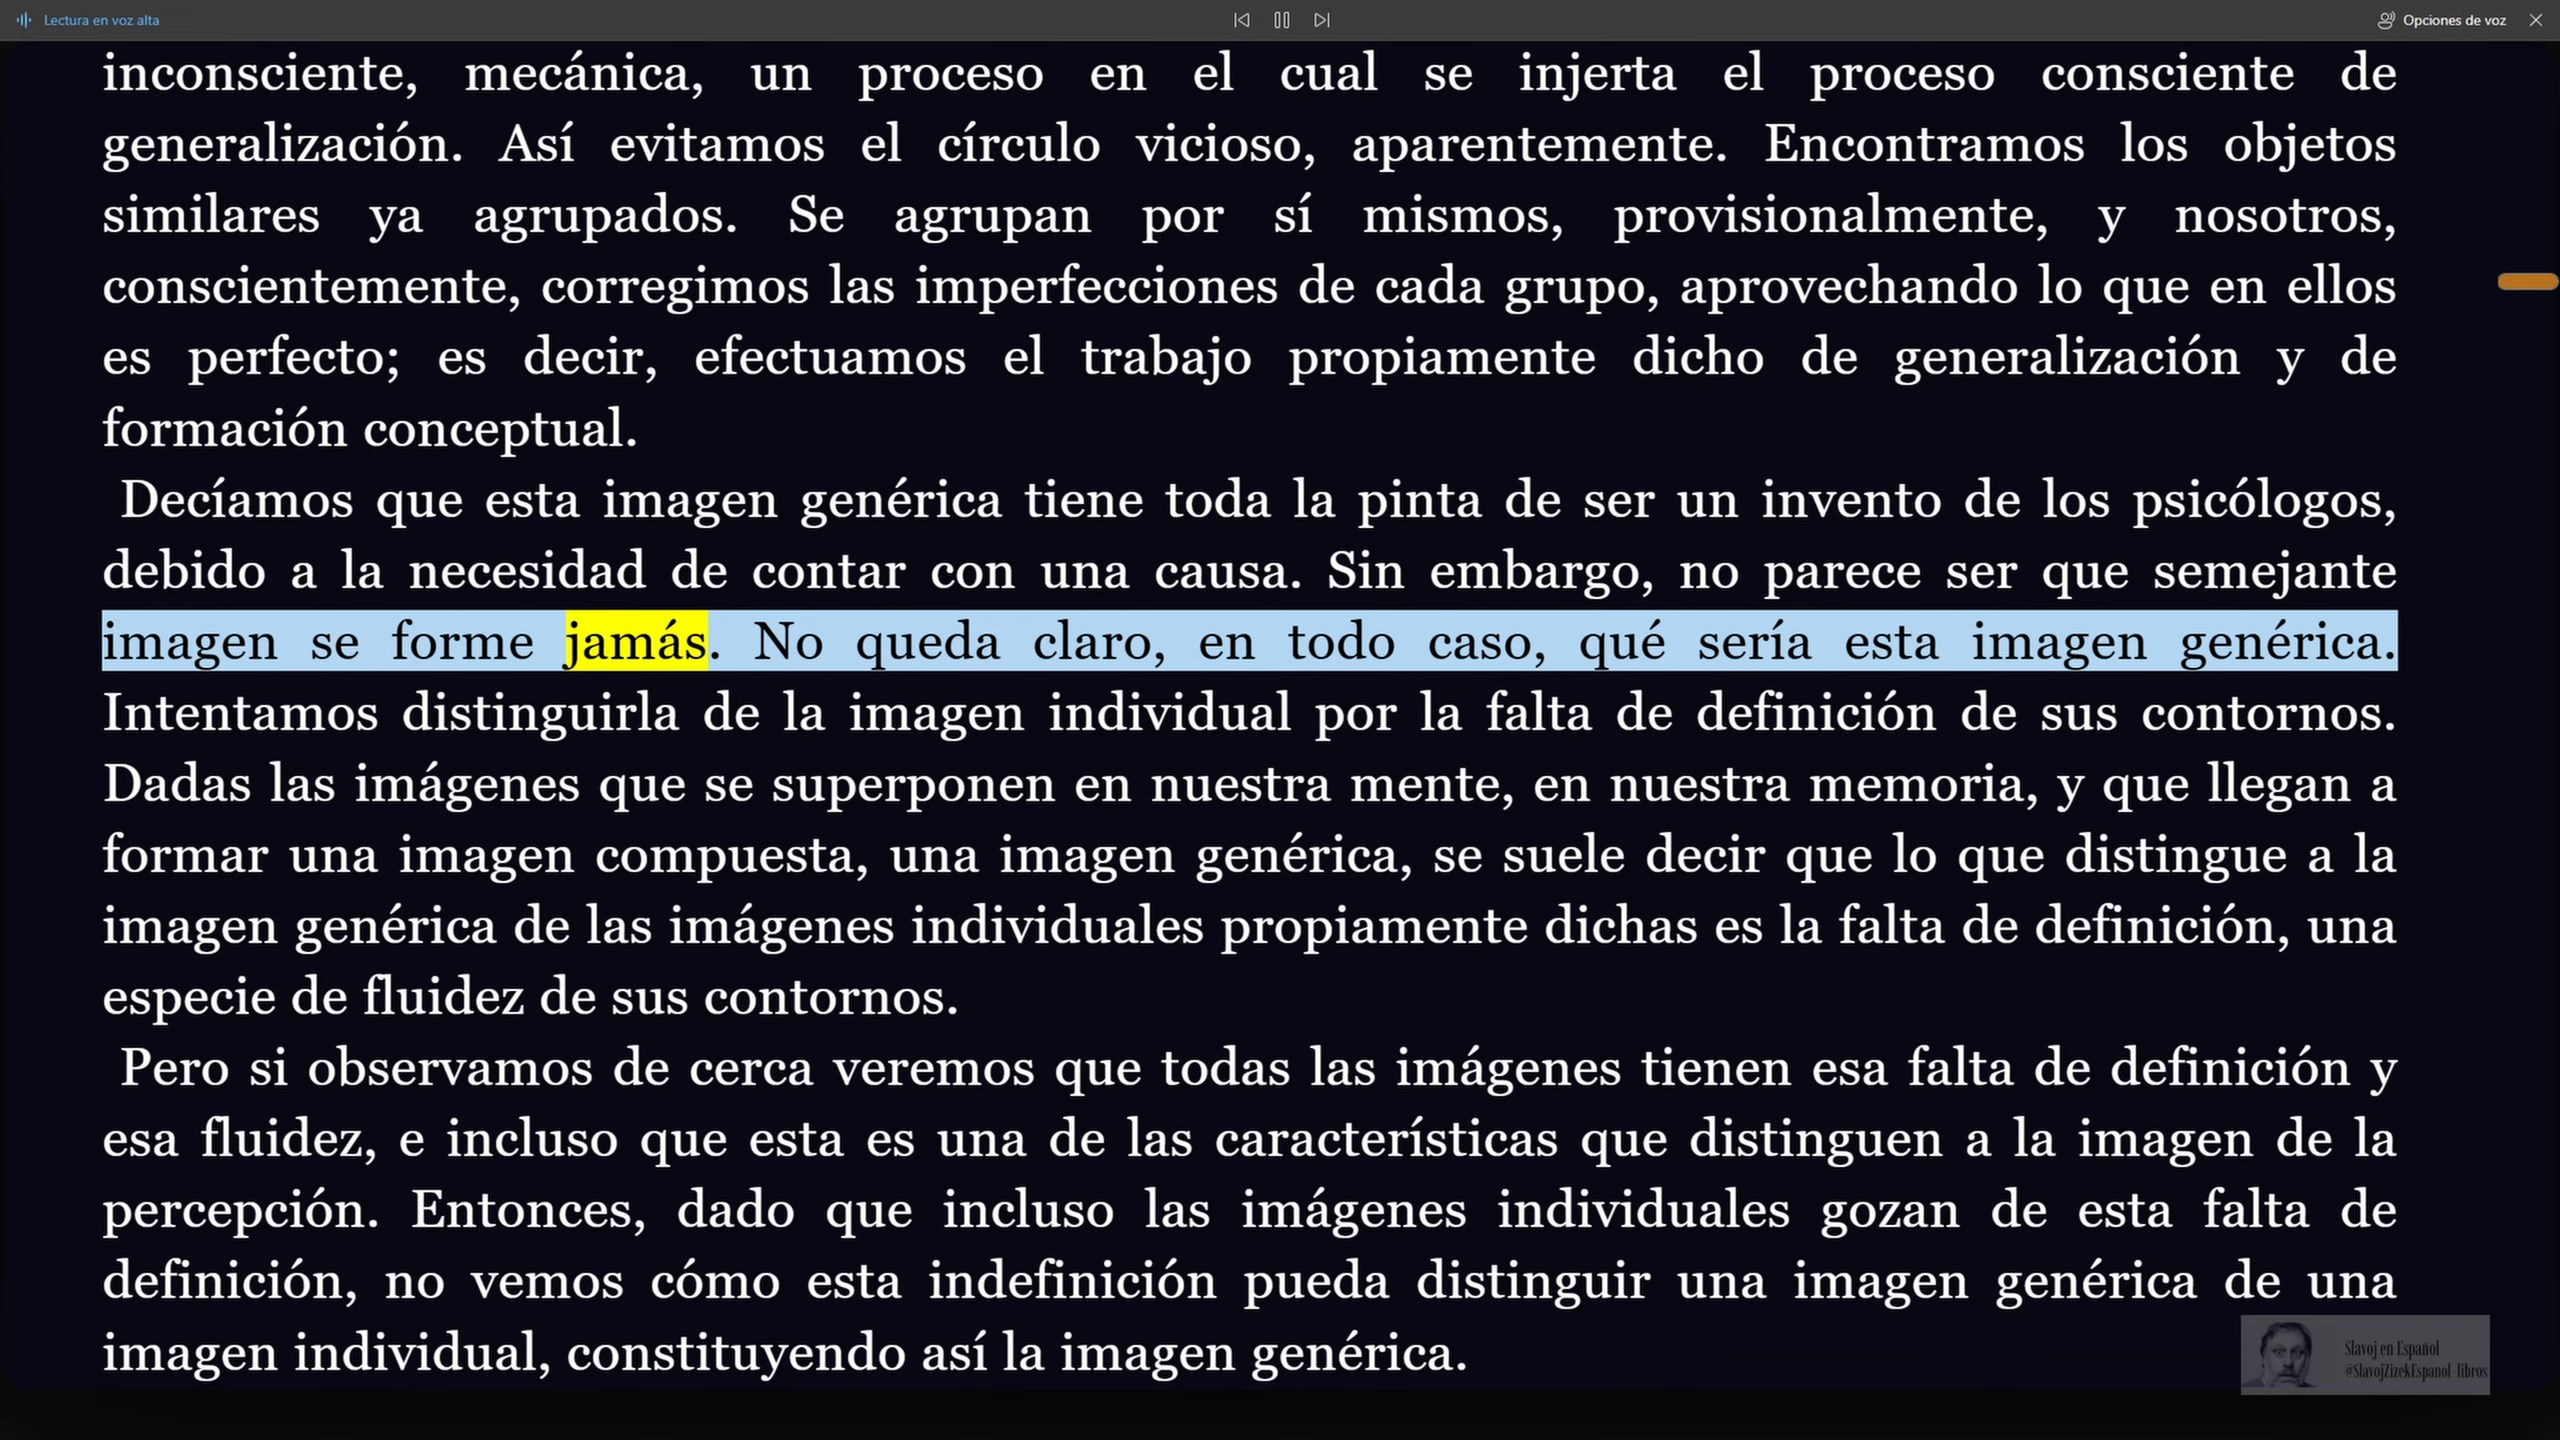 Lectura en voz alta
Opciones de voz
inconsciente, mecánica, un proceso en el cual se injerta el proceso consciente de
generalización. Así evitamos el círculo vicioso, aparentemente. Encontramos los objetos
similares ya agrupados. Se agrupan por sí mismos, provisionalmente, y nosotros,
conscientemente, corregimos las imperfecciones de cada grupo, aprovechando lo que en ellos
es perfecto; es decir, efectuamos el trabajo propiamente dicho de generalización y de
formación conceptual.
Decíamos que esta imagen genérica tiene toda la pinta de ser un invento de los psicólogos,
debido a la necesidad de contar con una causa. Sin embargo, no parece ser que semejante
imagen se forme jamás. No queda claro, en todo caso, qué sería esta imagen genérica.
Intentamos distinguirla de la imagen individual por la falta de definición de sus contornos.
Dadas las imágenes que se superponen en nuestra mente, en nuestra memoria, y que llegan a
formar una imagen compuesta, una imagen genérica, se suele decir que lo que distingue a la
imagen genérica de las imágenes individuales propiamente dichas es la falta de definición, una
especie de fluidez de sus contornos.
Pero si observamos de cerca veremos que todas las imágenes tienen esa falta de definición y
esa fluidez, e incluso que esta es una de las características que distinguen a la imagen de la
percepción. Entonces, dado que incluso las imágenes individuales gozan de esta falta de
definición, no vemos cómo esta indefinición pueda distinguir una imagen genérica de una
imagen individual, constituyendo así la imagen genérica.
Slavoj en Español
@SlavojZizekEspanol-libros